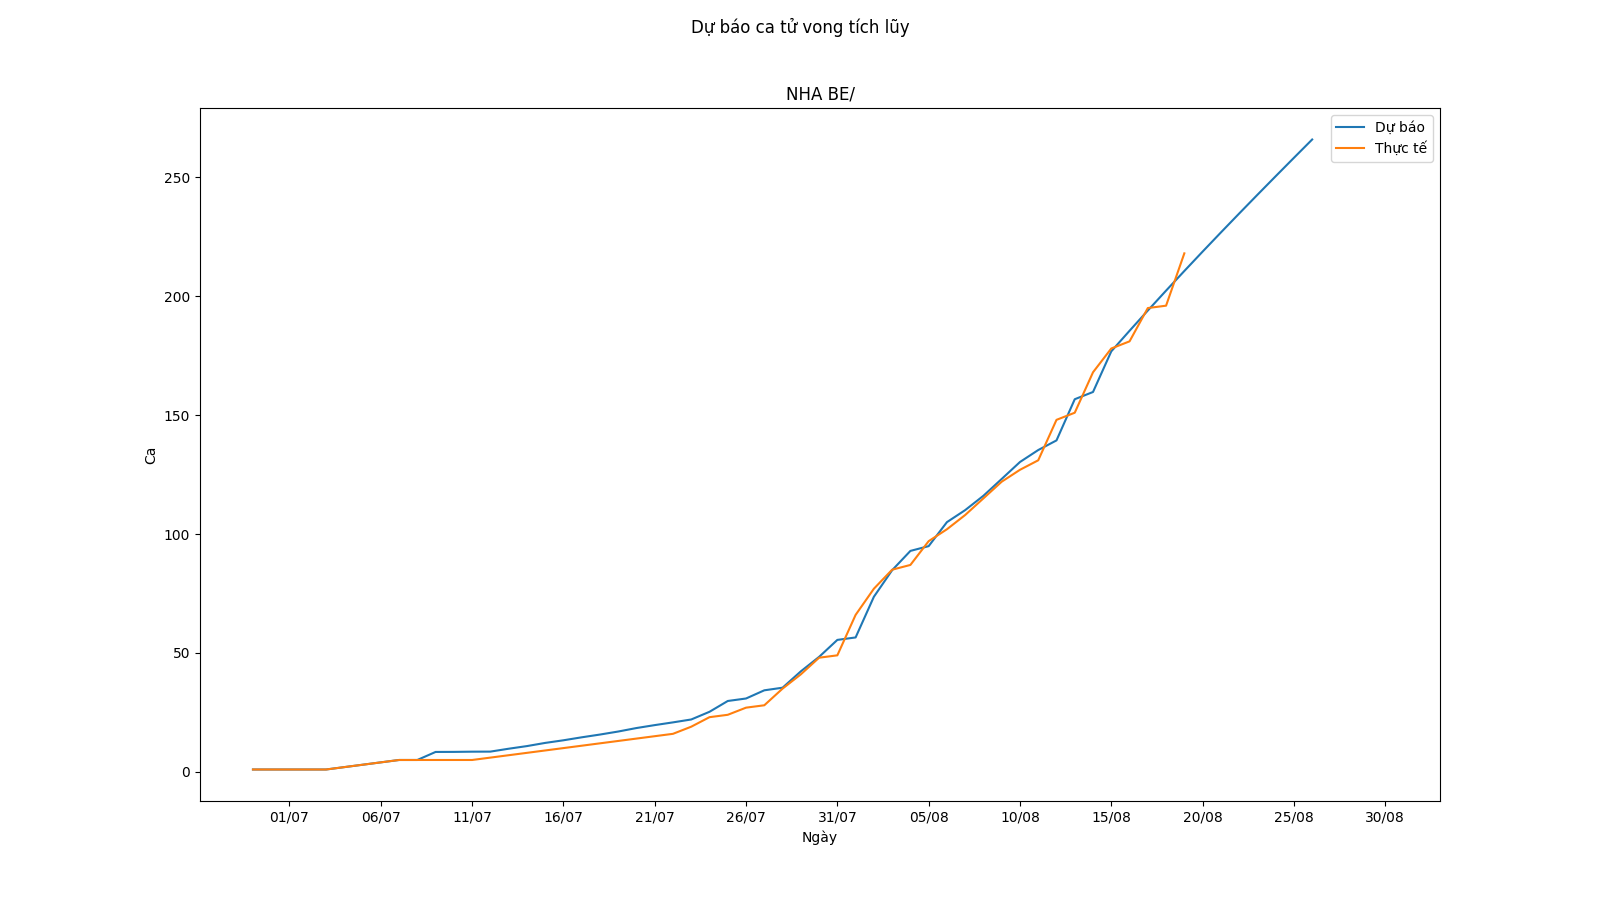 Dự báo ca tử vong tích lũy
NHA BE/
Dự báo
Thực tế
250
200
150
100
50
0
Ca
01/07 06/07 11/07 16/07 21/07 26/07 31/07 05/08 10/08 15/08 20/08 25/08 30/08
Ngày